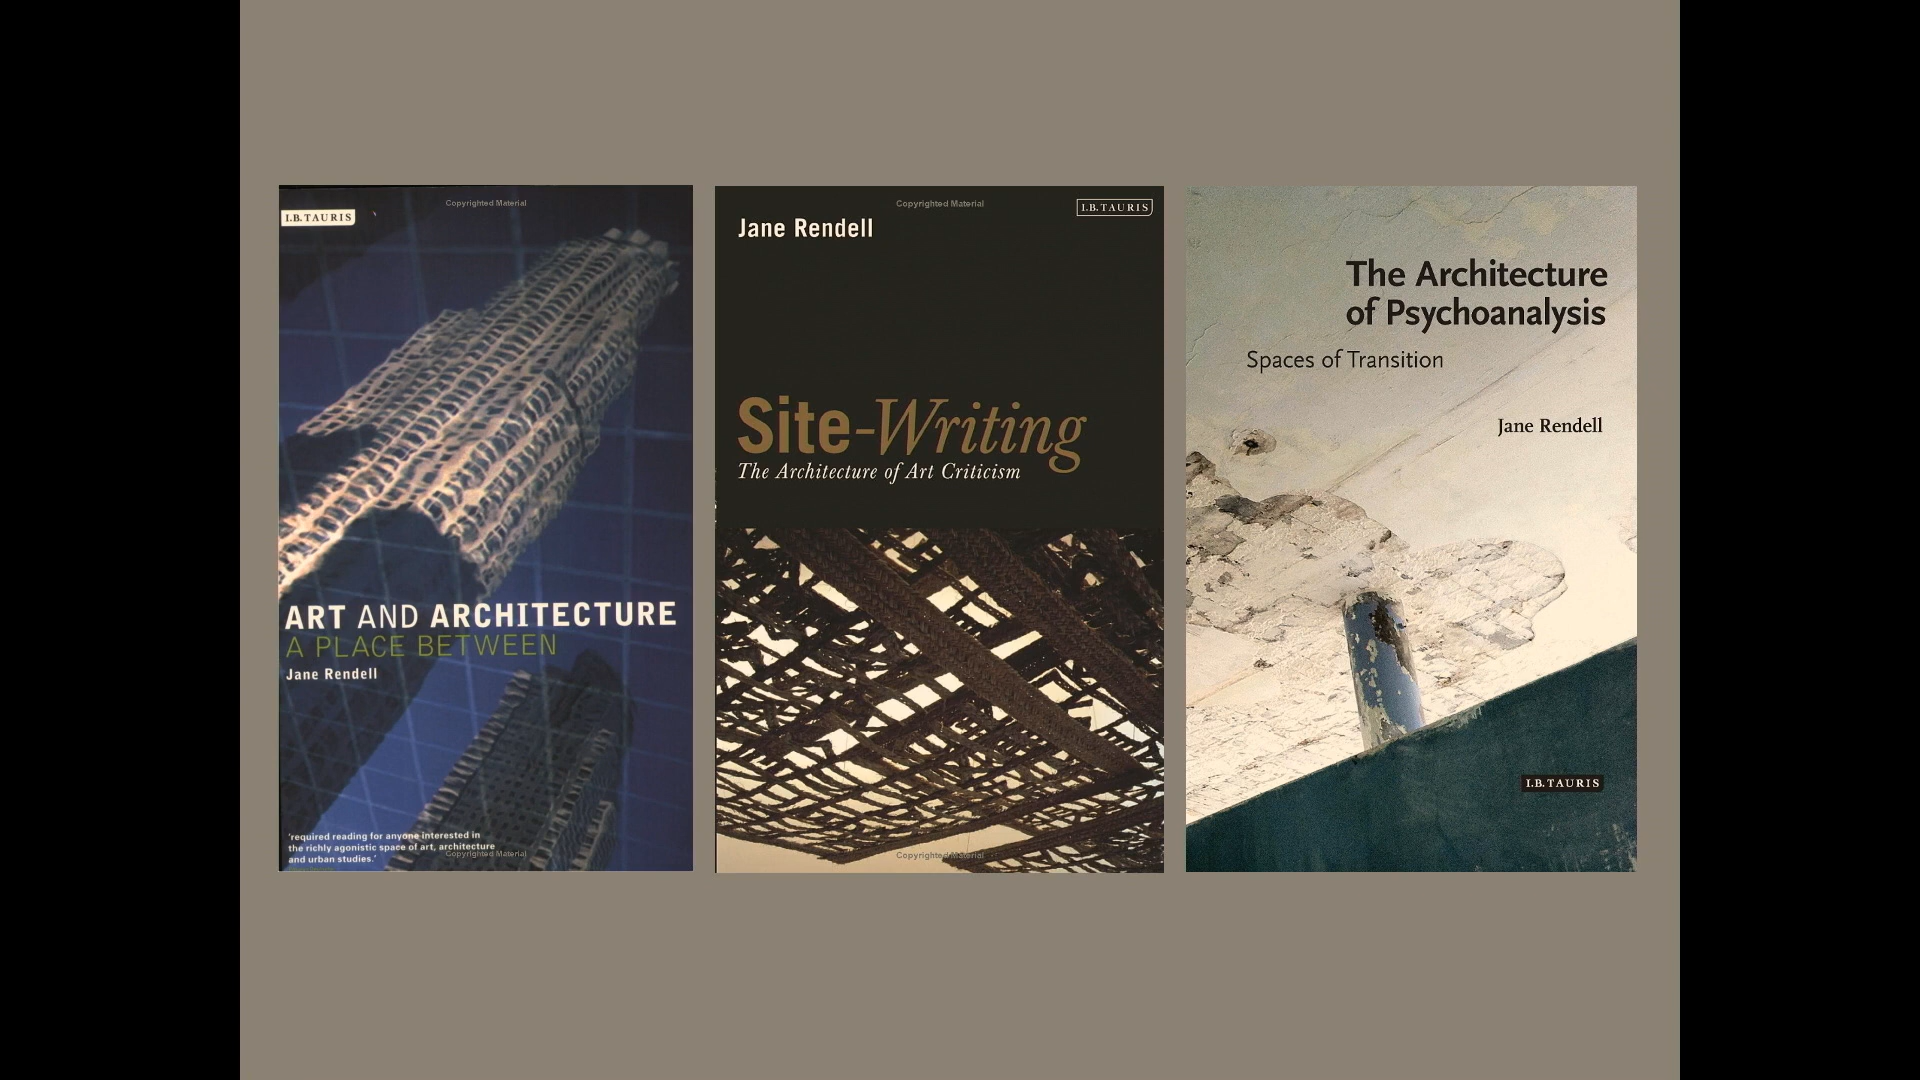 I.B.TAURIS
Copyrighted Material
ART AND ARCHITECTURE
A PLACE BETWEEN
Jane Rendell
'required reading for anyone interested in
the richly agonistic space of art, architecture
and urban studies.'
Copyrighted Material
Copyrighted Material
I.B.TAURIS
Jane Rendell
Site-Writing
The Architecture of Art Criticism
Copyrighted Material
The Architecture
of Psychoanalysis
Spaces of Transition
Jane Rendell
I.B.TAURIS